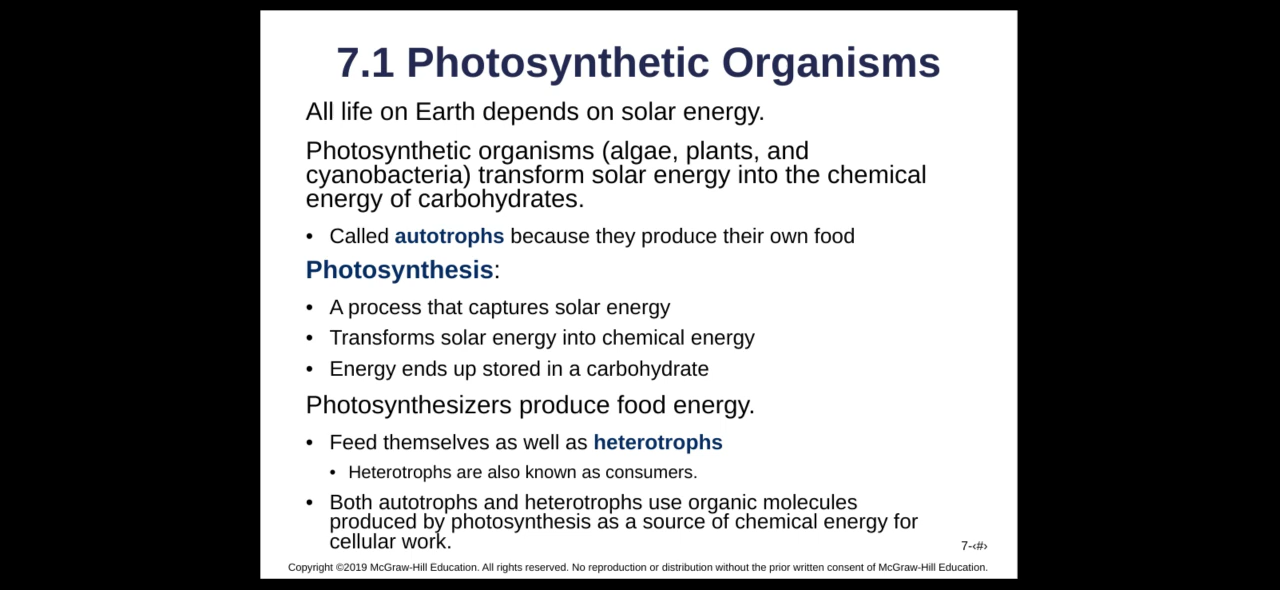 7.1 Photosynthetic Organisms
All life on Earth depends on solar energy.
Photosynthetic organisms (algae, plants, and
cyanobacteria) transform solar energy into the chemical
energy of carbohydrates.
• Called autotrophs because they produce their own food
Photosynthesis:
• A process that captures solar energy
• Transforms solar energy into chemical energy
• Energy ends up stored in a carbohydrate
Photosynthesizers produce food energy.
• Feed themselves as well as heterotrophs
• Heterotrophs are also known as consumers.
• Both autotrophs and heterotrophs use organic molecules
produced by photosynthesis as a source of chemical energy for
cellular work.
7-‹#›
Copyright ©2019 McGraw-Hill Education. All rights reserved. No reproduction or distribution without the prior written consent of McGraw-Hill Education.